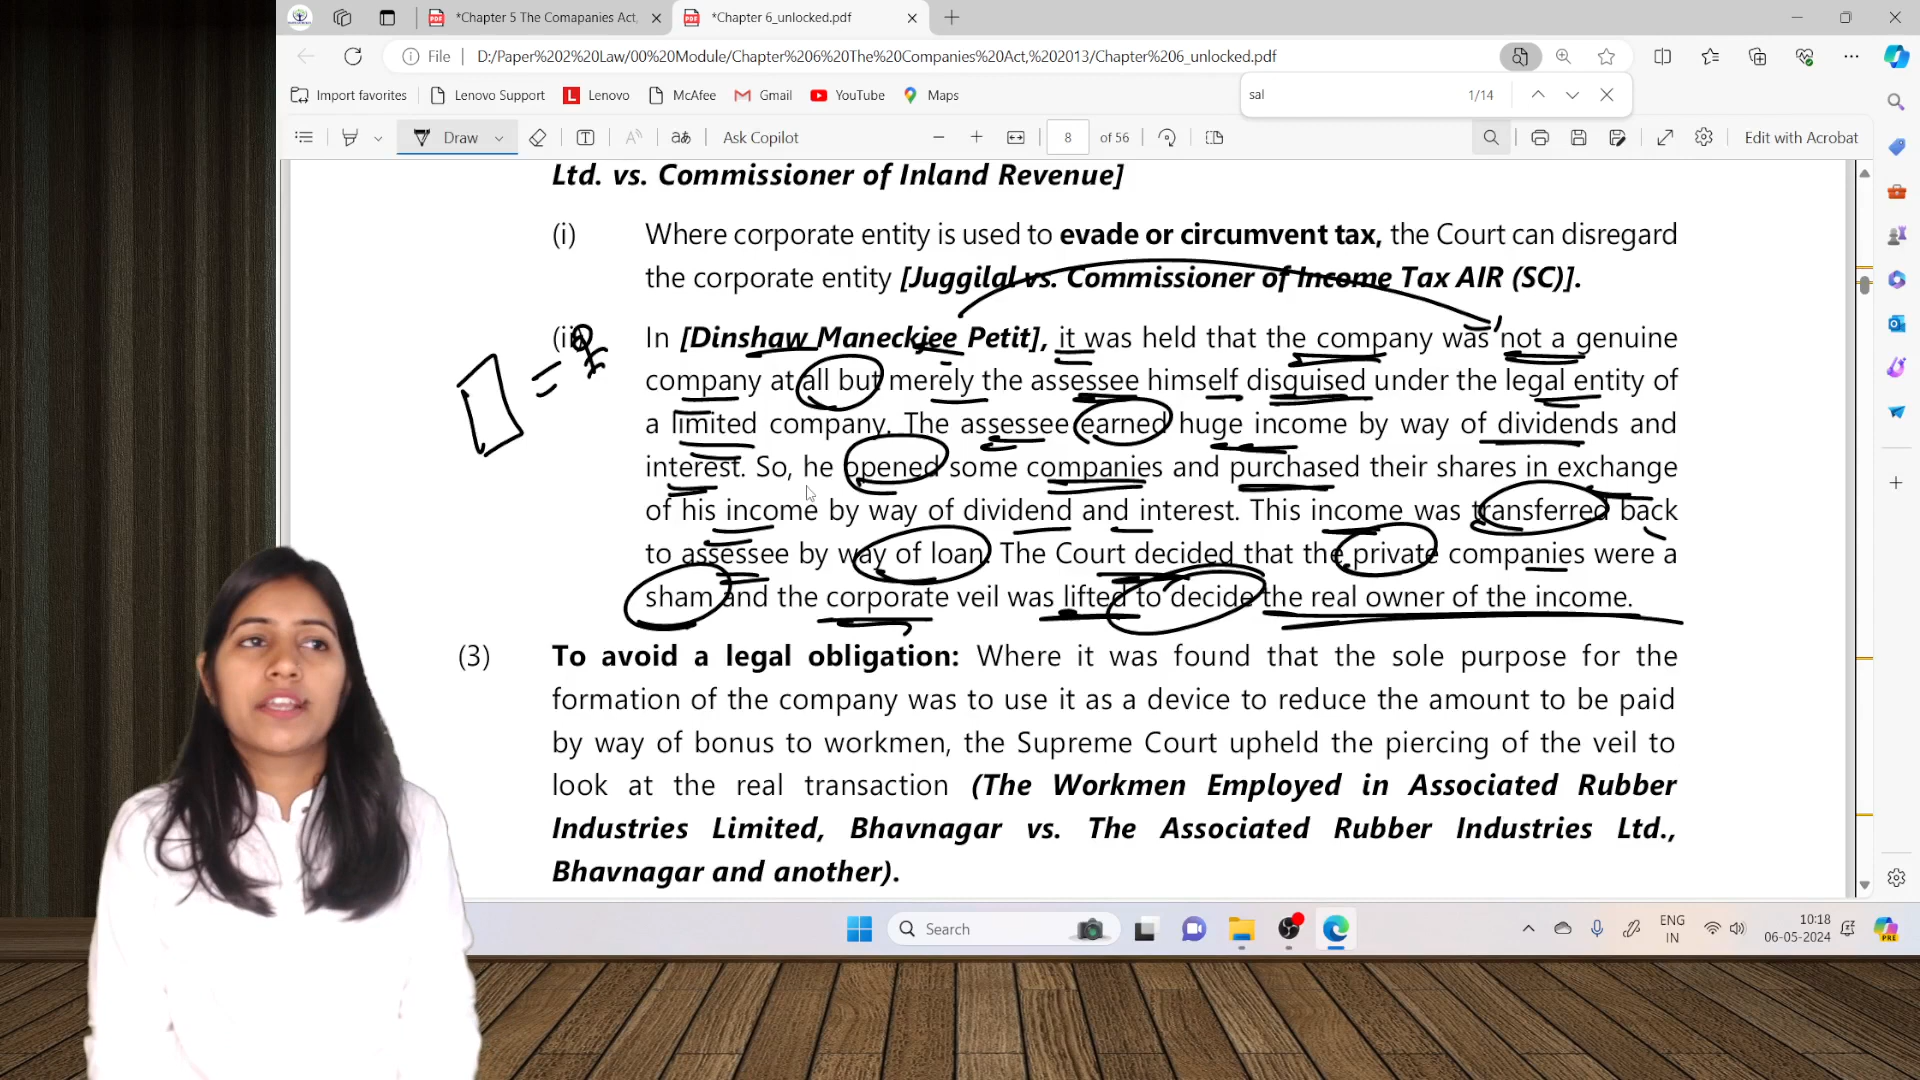 *Chapter 5 The Comapanies Act,
*Chapter 6_unlocked.pdf
File
D:/Paper%202%20Law/00%20Module/Chapter%206%20The%20Companies%20Act,%202013/Chapter%206_unlocked.pdf
Import favorites
Lenovo Support
Lenovo
McAfee
Gmail
YouTube
Maps
sal
1/14
Draw
Ask Copilot
8
of 56
Edit with Acrobat
Ltd. vs. Commissioner of Inland Revenue]
(i) Where corporate entity is used to evade or circumvent tax, the Court can disregard
the corporate entity [Juggilal vs. Commissioner of Income Tax AIR (SC)].
(ii) In [Dinshaw Maneckjee Petit], it was held that the company was not a genuine
company at all but merely the assessee himself disguised under the legal entity of
a limited company. The assessee earned huge income by way of dividends and
interest. So, he opened some companies and purchased their shares in exchange
of his income by way of dividend and interest. This income was transferred back
to assessee by way of loan. The Court decided that the private companies were a
sham and the corporate veil was lifted to decide the real owner of the income.
(3) To avoid a legal obligation: Where it was found that the sole purpose for the
formation of the company was to use it as a device to reduce the amount to be paid
by way of bonus to workmen, the Supreme Court upheld the piercing of the veil to
look at the real transaction (The Workmen Employed in Associated Rubber
Industries Limited, Bhavnagar vs. The Associated Rubber Industries Ltd.,
Bhavnagar and another).
Search
ENG
IN
10:18
06-05-2024
PRE